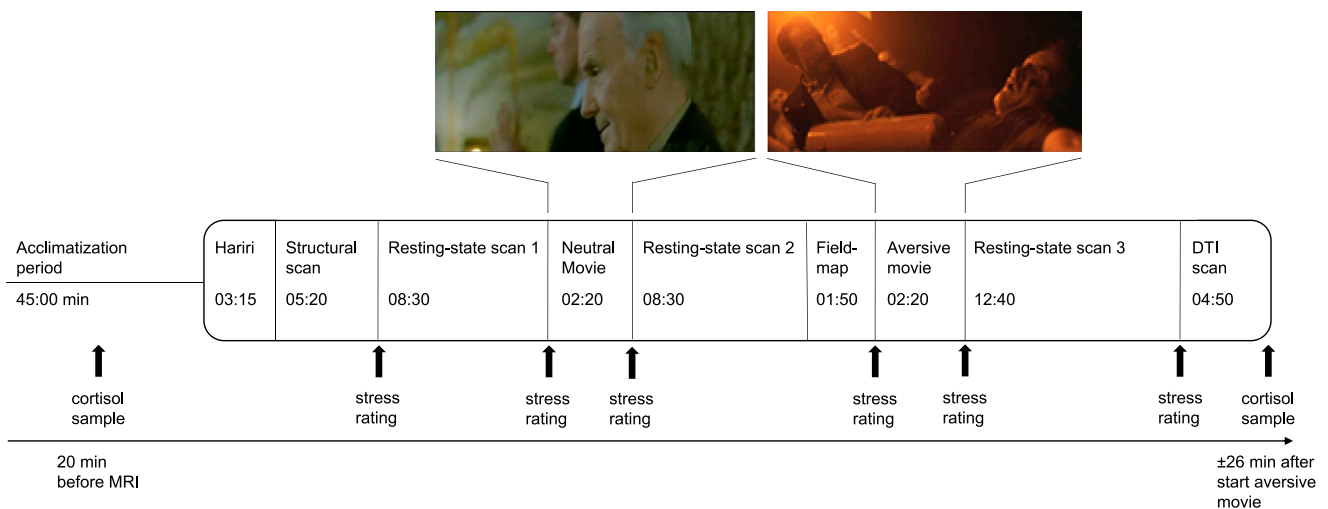 Acclimatization
period
45:00 min
Hariri
03:15
Structural
scan
05:20
Resting-state scan 1
08:30
Neutral
Movie
02:20
Resting-state scan 2
08:30
Field-
map
01:50
Aversive
movie
02:20
Resting-state scan 3
12:40
DTI
scan
04:50
cortisol
sample
stress
rating
stress
rating
stress
rating
stress
rating
stress
rating
stress
rating
cortisol
sample
20 min
before MRI
±26 min after
start aversive
movie